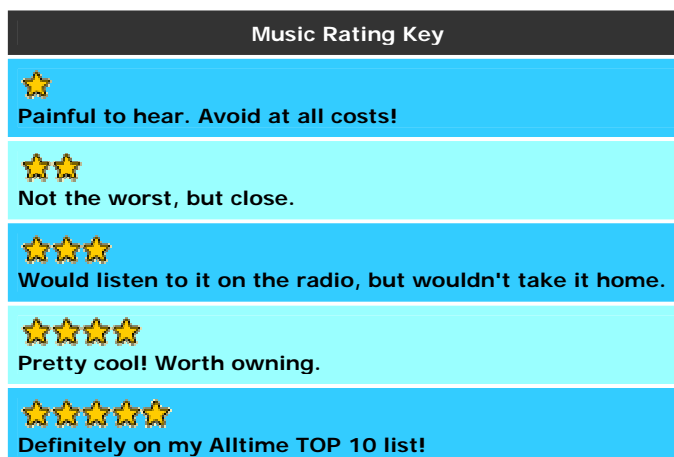 Music Rating Key
Painful to hear. Avoid at all costs!
Not the worst, but close.
Would listen to it on the radio, but wouldn't take it home.
Pretty cool! Worth owning.
Definitely on my Alltime TOP 10 list!